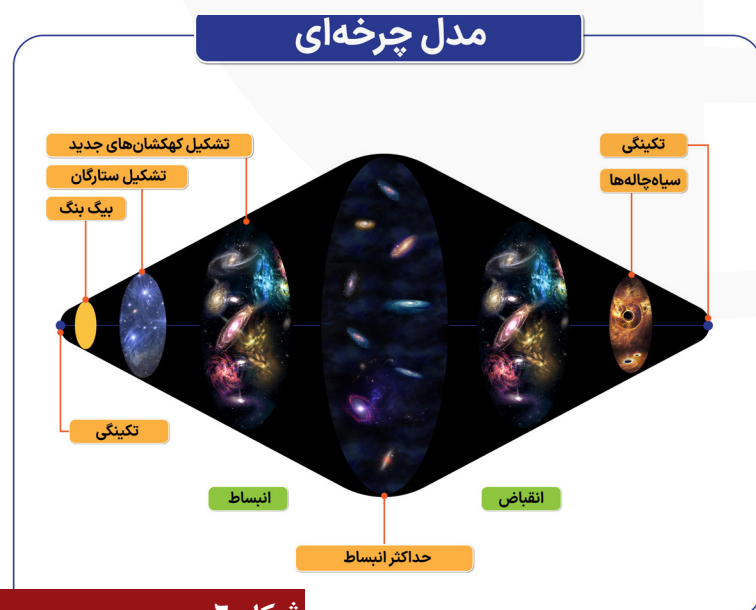 مدل چرخه‌ای
تکینگی
سیاه‌چاله‌ها
تشکیل کهکشان‌های جدید
تشکیل ستارگان
بیگ بنگ
تکینگی
انقباض
انبساط
حداکثر انبساط